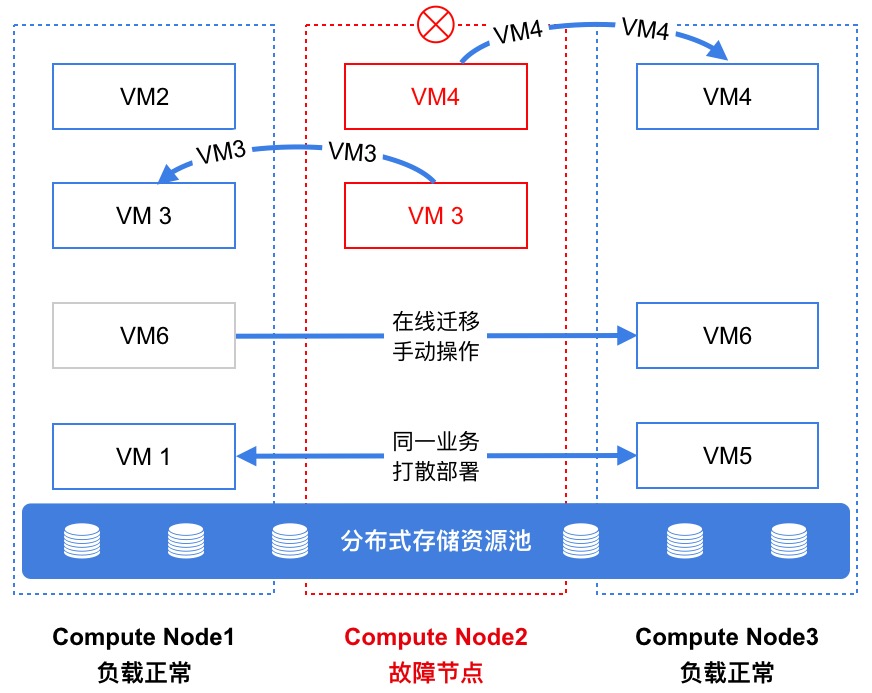 VM4
VM4
VM2
VM4
VM4
VM3
VM3
VM 3
VM 3
VM6
在线迁移
手动操作
VM6
VM 1
同一业务
打散部署
VM5
分布式存储资源池
Compute Node1
负载正常
Compute Node2
故障节点
Compute Node3
负载正常